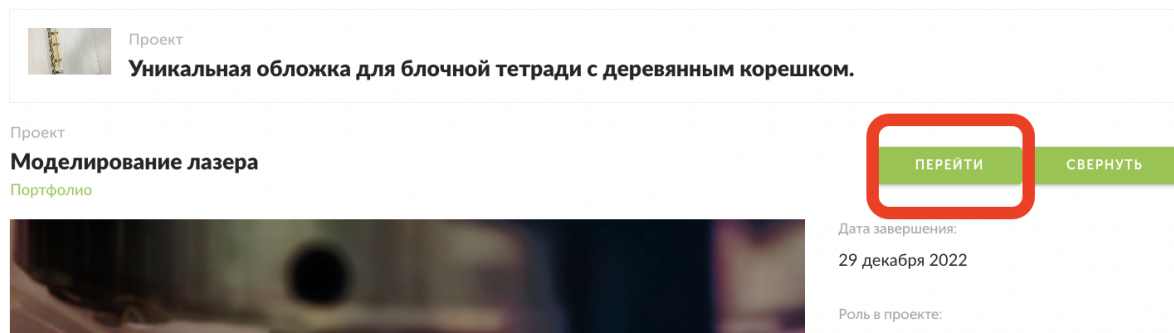 Проект
Уникальная обложка для блочной тетради с деревянным корешком.
Проект
Моделирование лазера
Портфолио
ПЕРЕЙТИ
СВЕРНУТЬ
Дата завершения:
29 декабря 2022
Роль в проекте: